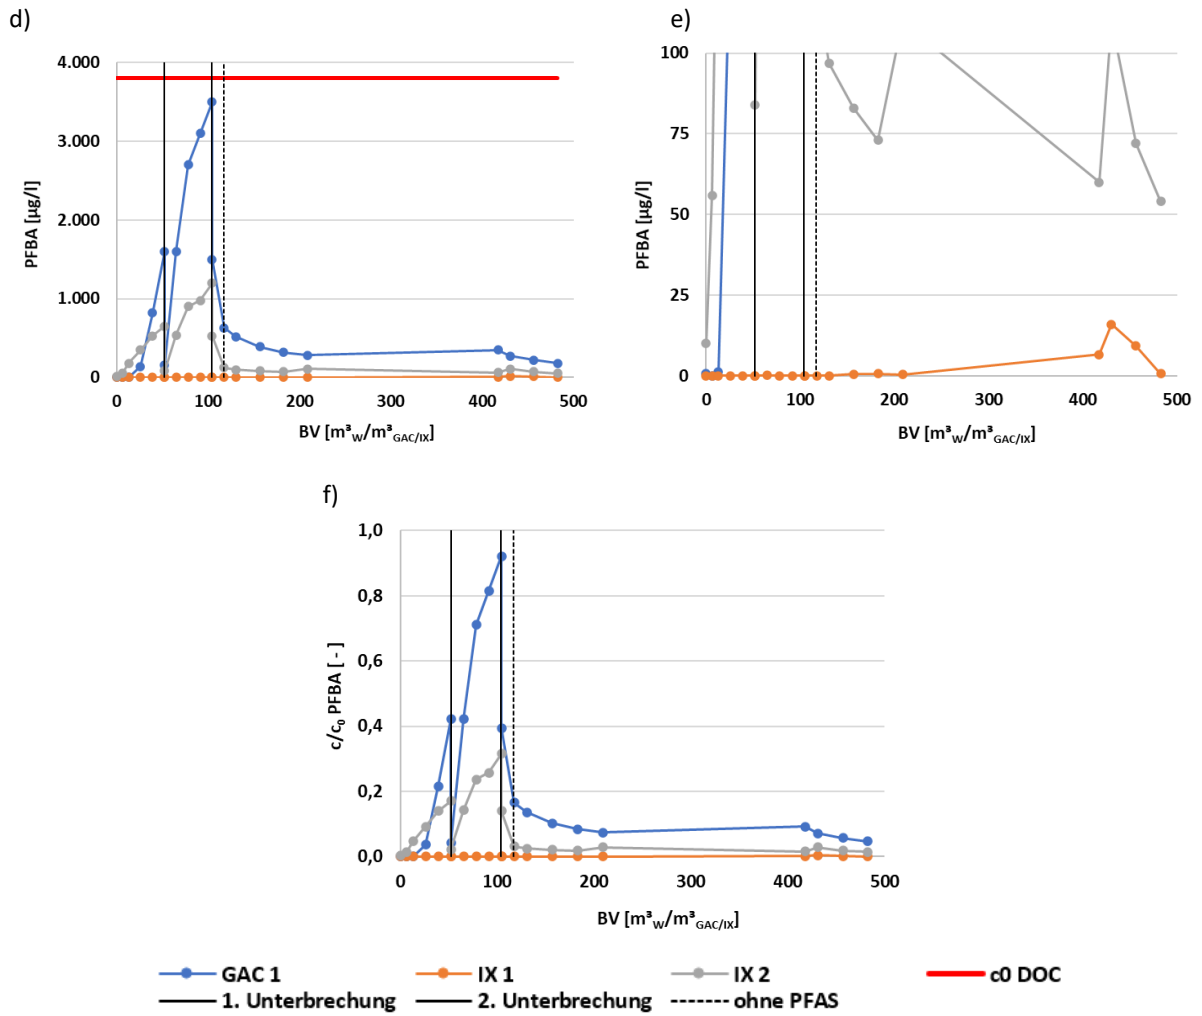 d)
4.000
3.000
2.000
1.000
0
PFBA [µg/l]
0 100 200 300 400 500
BV [m³W/m³GAC/IX]
e)
100
75
50
25
0
PFBA [µg/l]
0 100 200 300 400 500
BV [m³W/m³GAC/IX]
f)
1,0
0,8
0,6
0,4
0,2
0,0
c/c0 PFBA [ - ]
0 100 200 300 400 500
BV [m³W/m³GAC/IX]
GAC 1 IX 1 IX 2 c0 DOC
1. Unterbrechung 2. Unterbrechung ohne PFAS